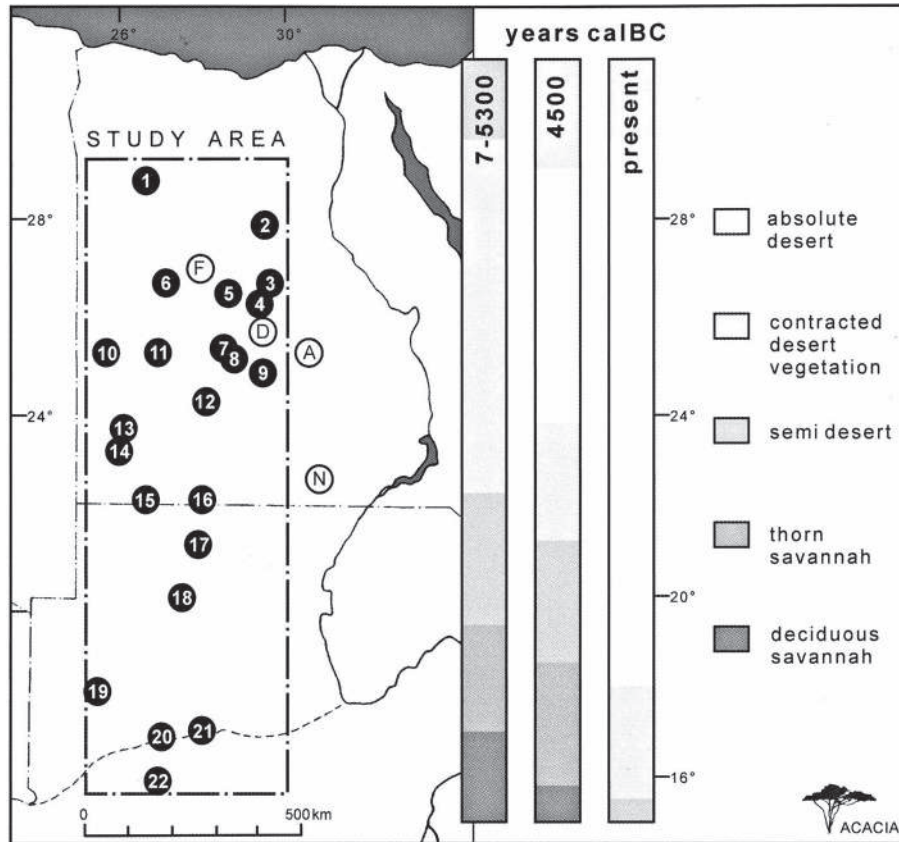 26° 30°
years calBC
7-5300
4500
present
STUDY AREA
1
2
28° 28°
absolute
desert
F
6
5
3
4
D
contracted
desert
vegetation
10
11
7
8
A
9
12
24° 24°
13
semi desert
14
N
15
16
17
thorn
savannah
18
20°
deciduous
savannah
19
20
21
22
16°
0 500 km
ACACIA